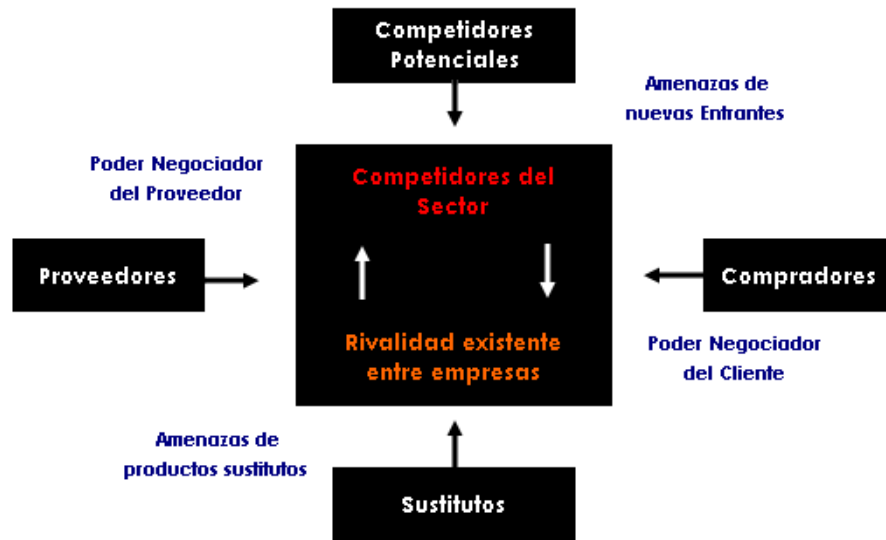 Competidores
Potenciales
Amenazas de
nuevas Entrantes
Poder Negociador
del Proveedor
Competidores del
Sector
Proveedores
Compradores
Rivalidad existente
entre empresas
Poder Negociador
del Cliente
Amenazas de
productos sustitutos
Sustitutos